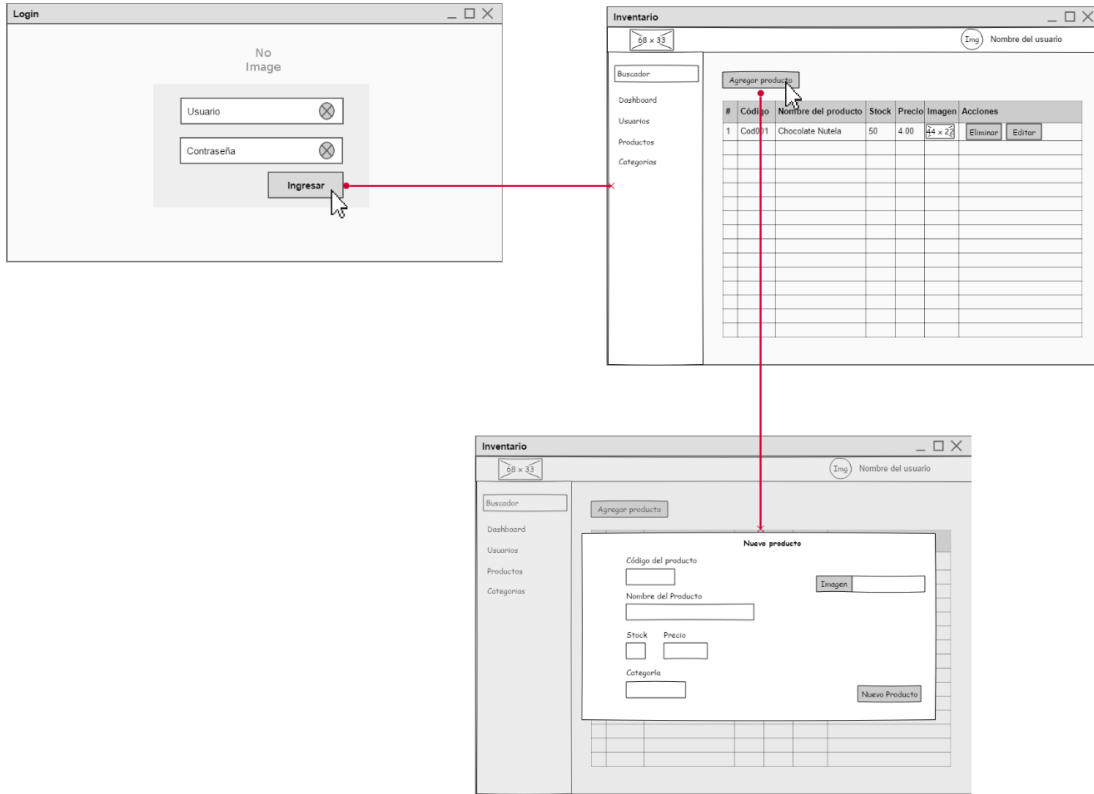 Login
No
Image
Usuario
Contraseña
Ingresar
Inventario
68 x 33
Img Nombre del usuario
Buscador
Dashboard
Usuarios
Productos
Categorias
Agregar producto
# Código Nombre del producto Stock Precio Imagen Acciones
1 Cod001 Chocolate Nutela 50 4.00 44 x 22 Eliminar Editar
Inventario
68 x 33
Img Nombre del usuario
Buscador
Dashboard
Usuarios
Productos
Categorias
Agregar producto
Nuevo producto
Código del producto
Imagen
Nombre del Producto
Stock Precio
Categoría
Nuevo Producto